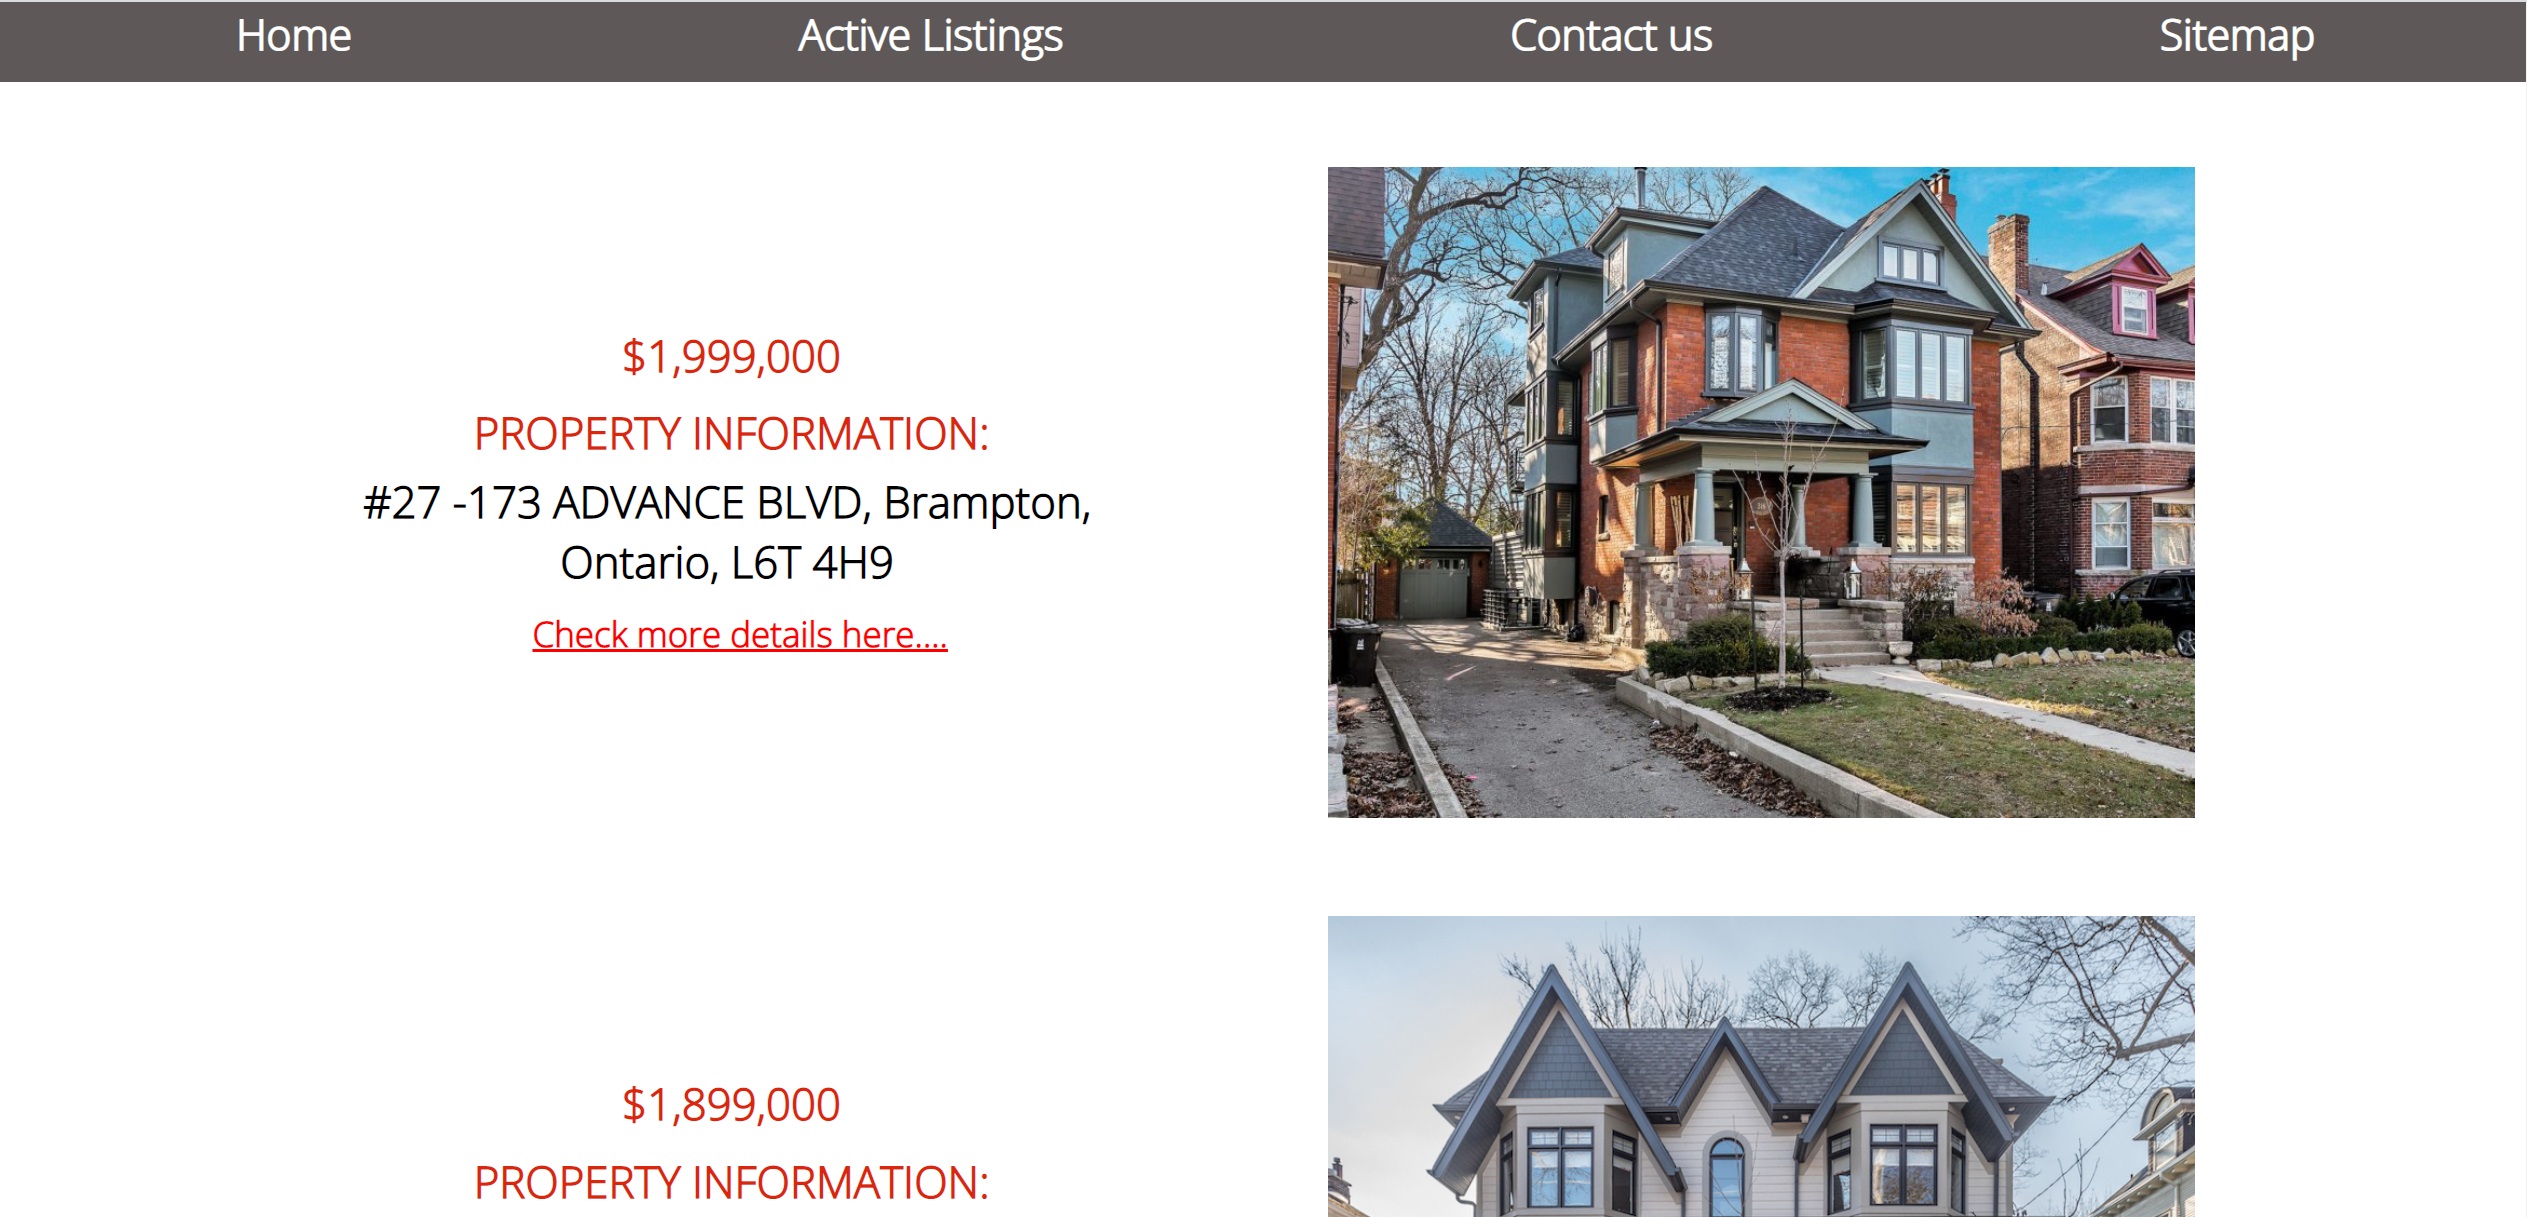 Home Active Listings Contact us Sitemap
$1,999,000
PROPERTY INFORMATION:
#27 -173 ADVANCE BLVD, Brampton,
Ontario, L6T 4H9
Check more details here....
$1,899,000
PROPERTY INFORMATION: